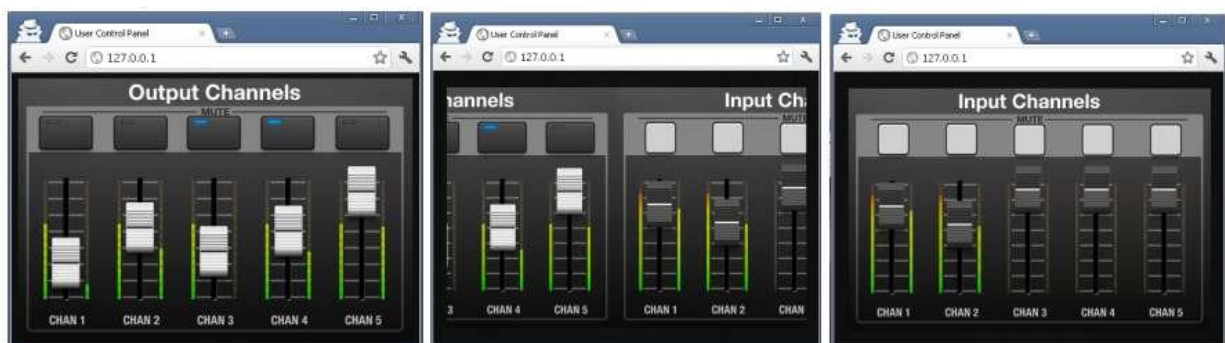 User Control Panel
127.0.0.1
Output Channels
MUTE
CHAN 1 CHAN 2 CHAN 3 CHAN 4 CHAN 5
User Control Panel
127.0.0.1
hannels Input Cha
MUTE
3 CHAN 4 CHAN 5 CHAN 1 CHAN 2 CHAN
User Control Panel
127.0.0.1
Input Channels
MUTE
CHAN 1 CHAN 2 CHAN 3 CHAN 4 CHAN 5